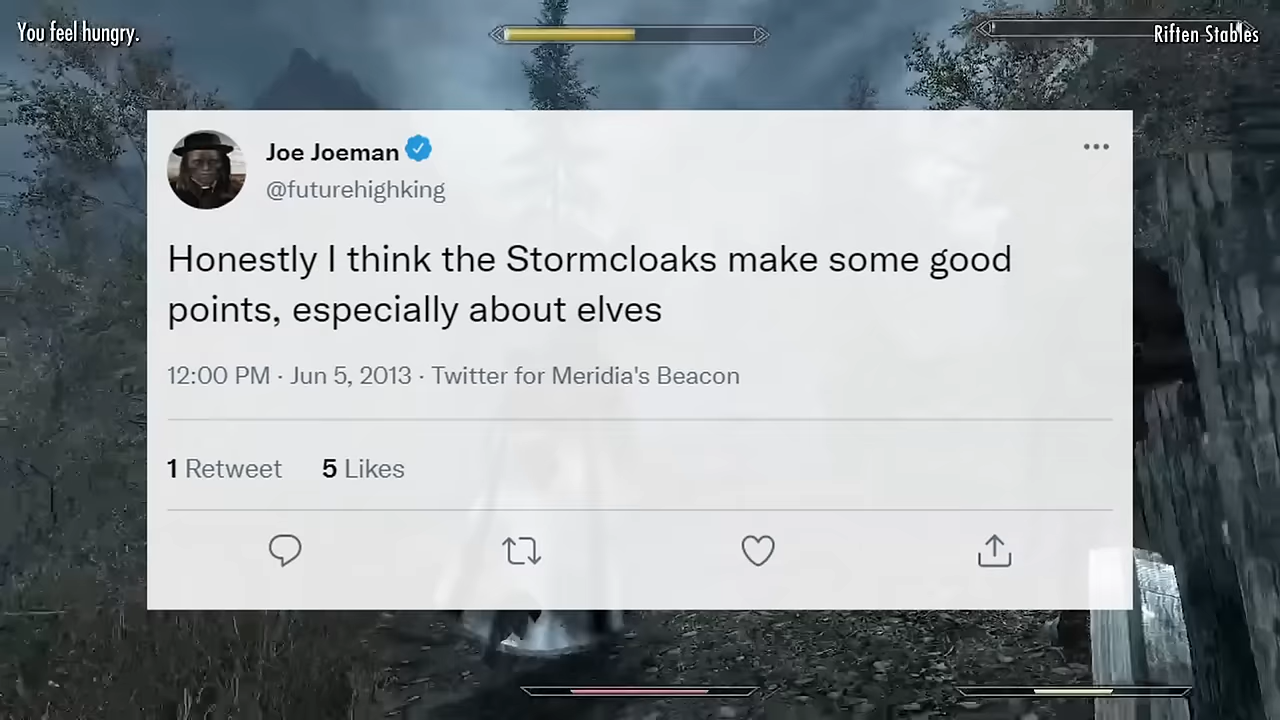 You feel hungry.
Riften Stables
Joe Joeman
@futurehighking
Honestly I think the Stormcloaks make some good
points, especially about elves
12:00 PM · Jun 5, 2013 · Twitter for Meridia's Beacon
1 Retweet 5 Likes